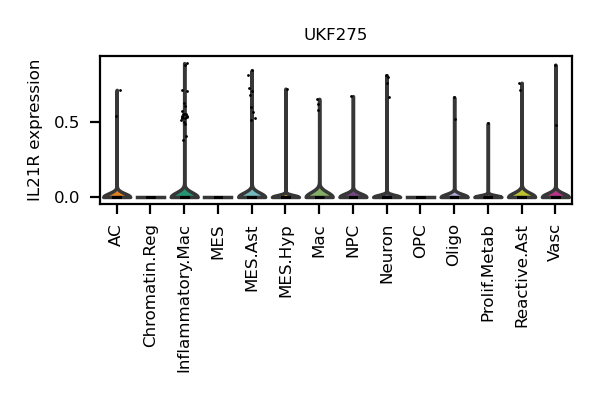 UKF275
IL21R expression
0.5
0.0
AC
Chromatin.Reg
Inflammatory.Mac
MES
MES.Ast
MES.Hyp
Mac
NPC
Neuron
OPC
Oligo
Prolif.Metab
Reactive.Ast
Vasc